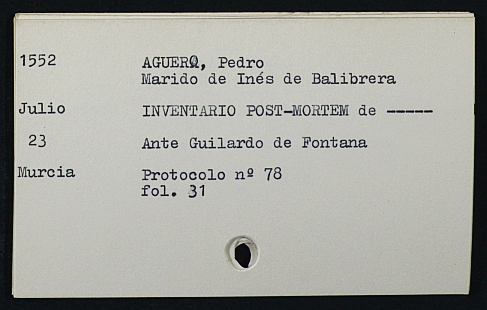 1552 AGUERO, Pedro
Marido de Inés de Balibrera
Julio INVENTARIO POST-MORTEM de -----
23 Ante Guilardo de Fontana
Murcia Protocolo nº 78
fol. 31